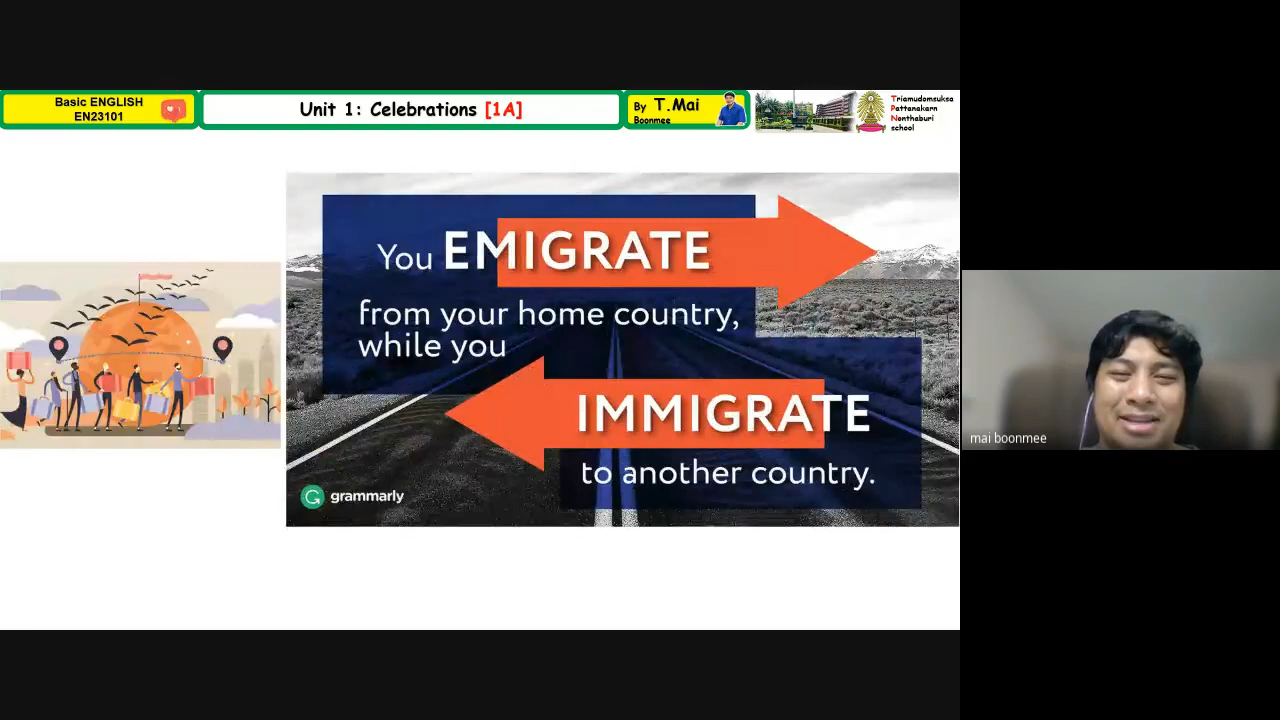 Basic ENGLISH
EN23101
Unit 1: Celebrations [1A]
By T.Mai
Boonmee
Triamudomsuksa
Pattanakarn
Nonthaburi
school
You EMIGRATE
from your home country,
while you
IMMIGRATE
to another country.
grammarly
mai boonmee